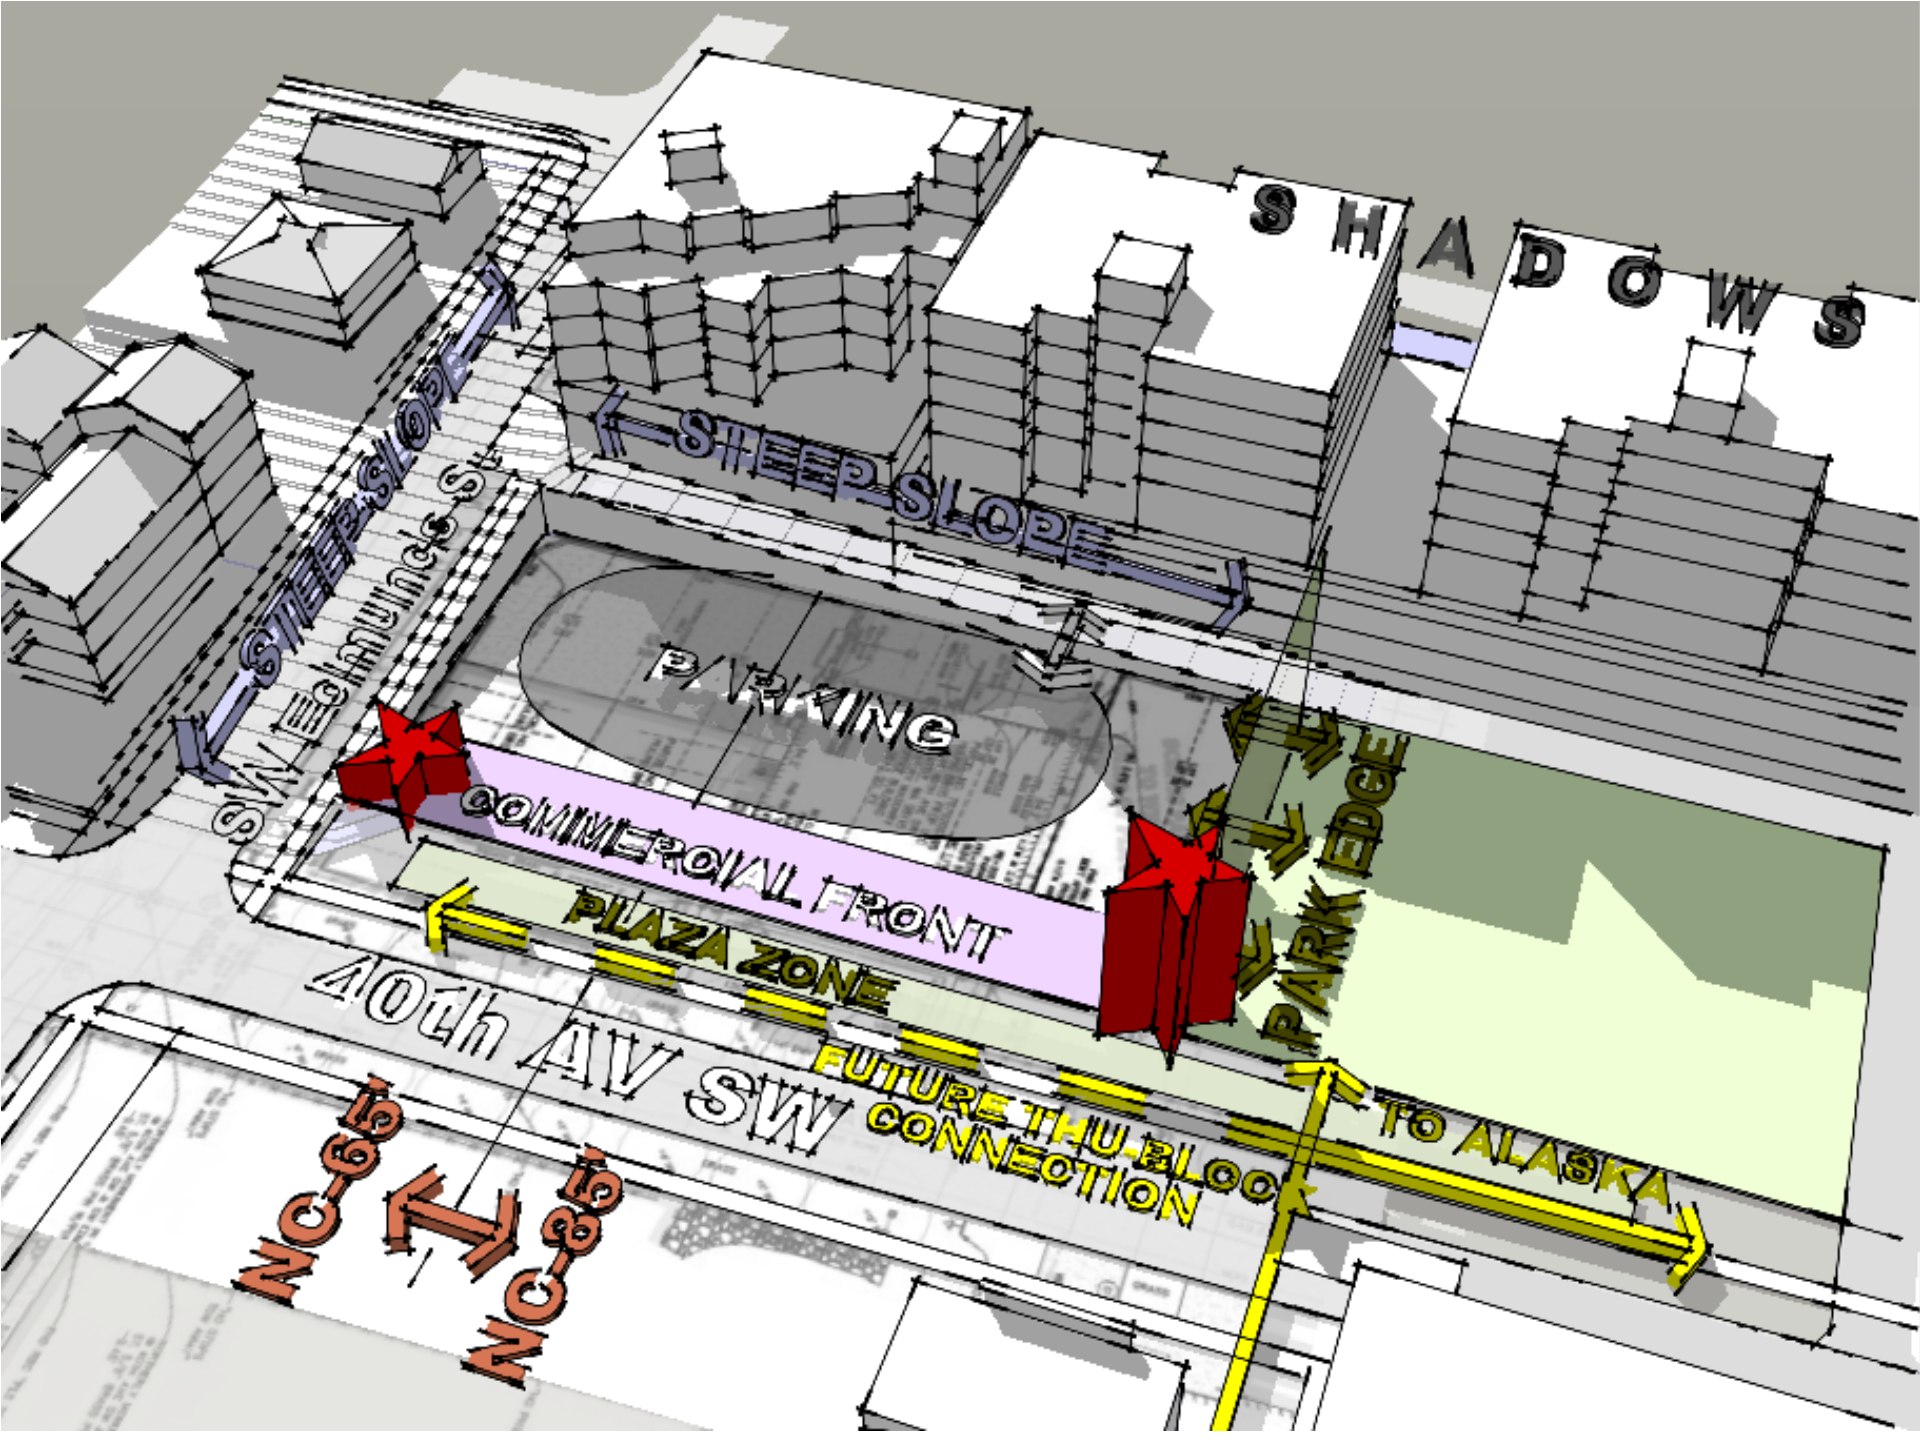 SHADOWS
STEEP SLOPE
STEEP SLOPE
SW Edmunds St
PARKING
COMMERCIAL FRONT
PARK EDGE
PLAZA ZONE
40th AV SW
FUTURE THU-BLOCK
CONNECTION
TO ALASKA
NC-65
NC-85